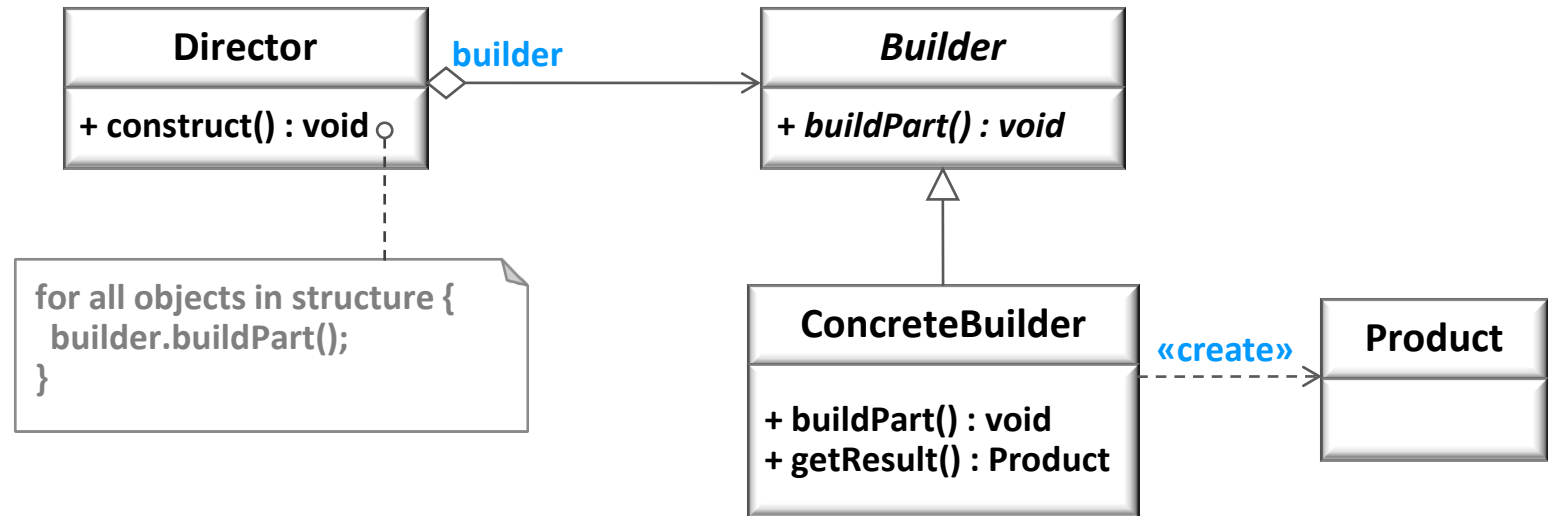 Director
+ construct() : void
builder
Builder
+ buildPart() : void
for all objects in structure {
builder.buildPart();
}
ConcreteBuilder
+ buildPart() : void
+ getResult() : Product
«create»
Product